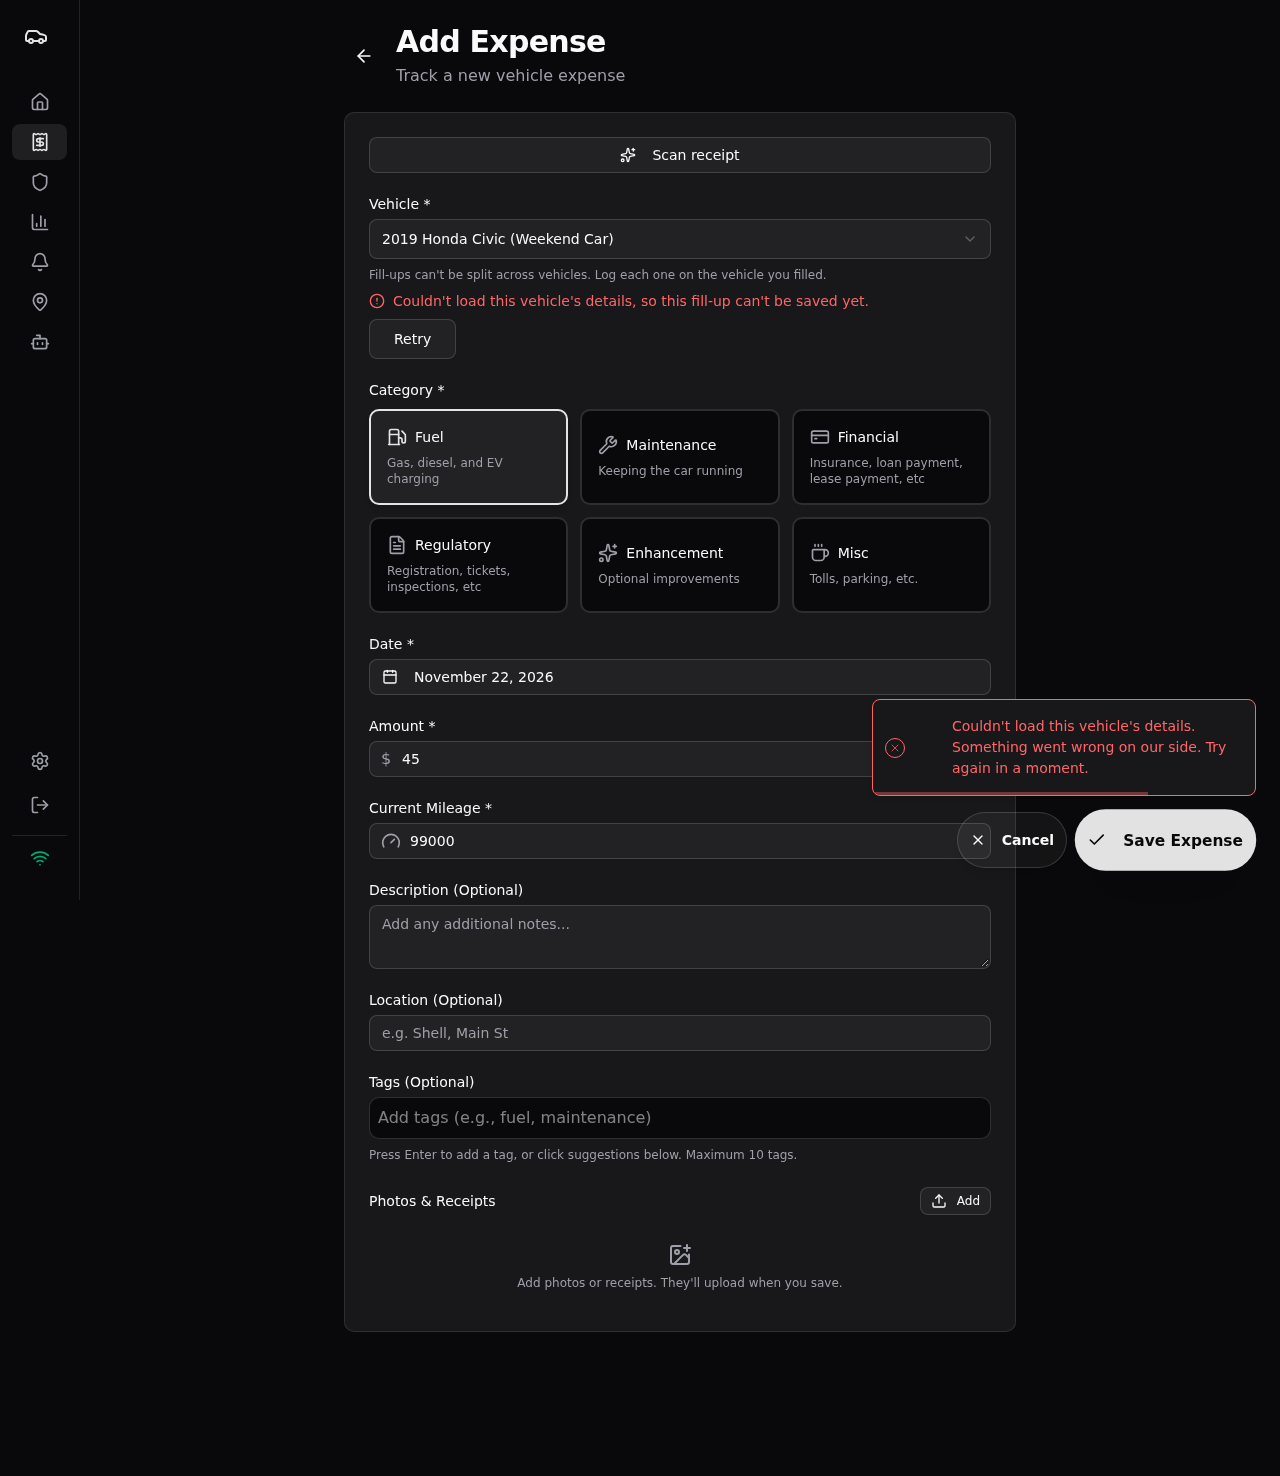 Add Expense
Track a new vehicle expense
Scan receipt
Vehicle *
2019 Honda Civic (Weekend Car)
Fill-ups can't be split across vehicles. Log each one on the vehicle you filled.
Couldn't load this vehicle's details, so this fill-up can't be saved yet.
Retry
Category *
Fuel
Gas, diesel, and EV
charging
Maintenance
Keeping the car running
Financial
Insurance, loan payment,
lease payment, etc
Regulatory
Registration, tickets,
inspections, etc
Enhancement
Optional improvements
Misc
Tolls, parking, etc.
Date *
November 22, 2026
Amount *
$ 45
Couldn't load this vehicle's details.
Something went wrong on our side. Try
again in a moment.
Current Mileage *
99000
Cancel
Save Expense
Description (Optional)
Add any additional notes...
Location (Optional)
e.g. Shell, Main St
Tags (Optional)
Add tags (e.g., fuel, maintenance)
Press Enter to add a tag, or click suggestions below. Maximum 10 tags.
Photos & Receipts
Add
Add photos or receipts. They'll upload when you save.